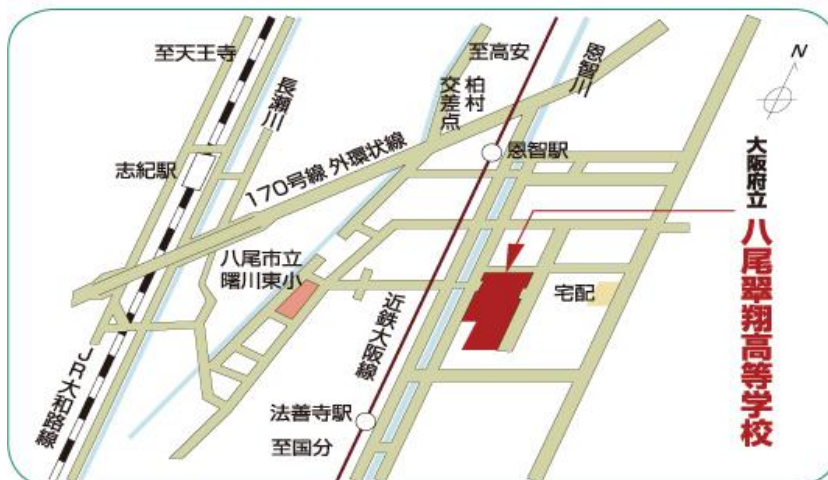 至天王寺
長瀬川
志紀駅
170号線 外環状線
柏村
交差点
至高安
恩智川
恩智駅
N
大阪府立
八尾翠翔高等学校
八尾市立
曙川東小
近鉄大阪線
宅配
JR大和路線
法善寺駅
至国分